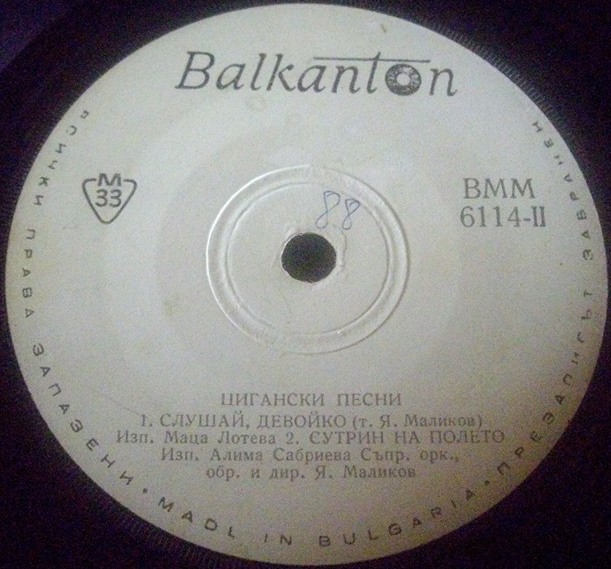 Balkanton
M
33
BMM
6114-II
88
ЦИГАНСКИ ПЕСНИ
1. СЛУШАЙ, ДЕВОЙКО (т. Я. Маликов)
Изп. Маца Лотева 2. СУТРИН НА ПОЛЕТО
Изп. Алима Сабриева Съпр. орк.,
обр. и дир. Я. Маликов
ВСИЧКИ ПРАВА ЗАПАЗЕНИ • MADE IN BULGARIA • ПРЕЗАПИСЪТ ЗАБРАНЕН